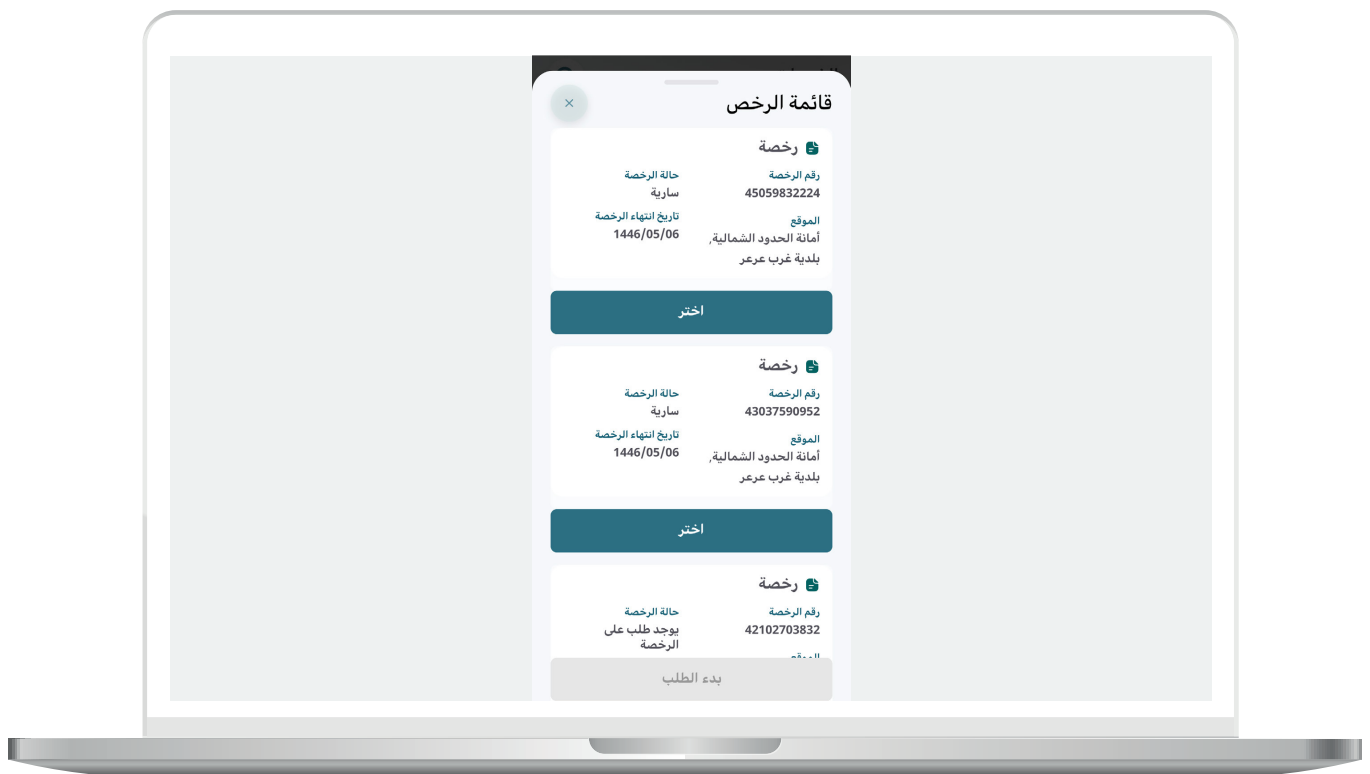 قائمة الرخص
رخصة
رقم الرخصة
45059832224
حالة الرخصة
سارية
الموقع
أمانة الحدود الشمالية,
بلدية غرب عرعر
تاريخ انتهاء الرخصة
1446/05/06
اختر
رخصة
رقم الرخصة
43037590952
حالة الرخصة
سارية
الموقع
أمانة الحدود الشمالية,
بلدية غرب عرعر
تاريخ انتهاء الرخصة
1446/05/06
اختر
رخصة
رقم الرخصة
42102703832
حالة الرخصة
يوجد طلب على
الرخصة
بدء الطلب